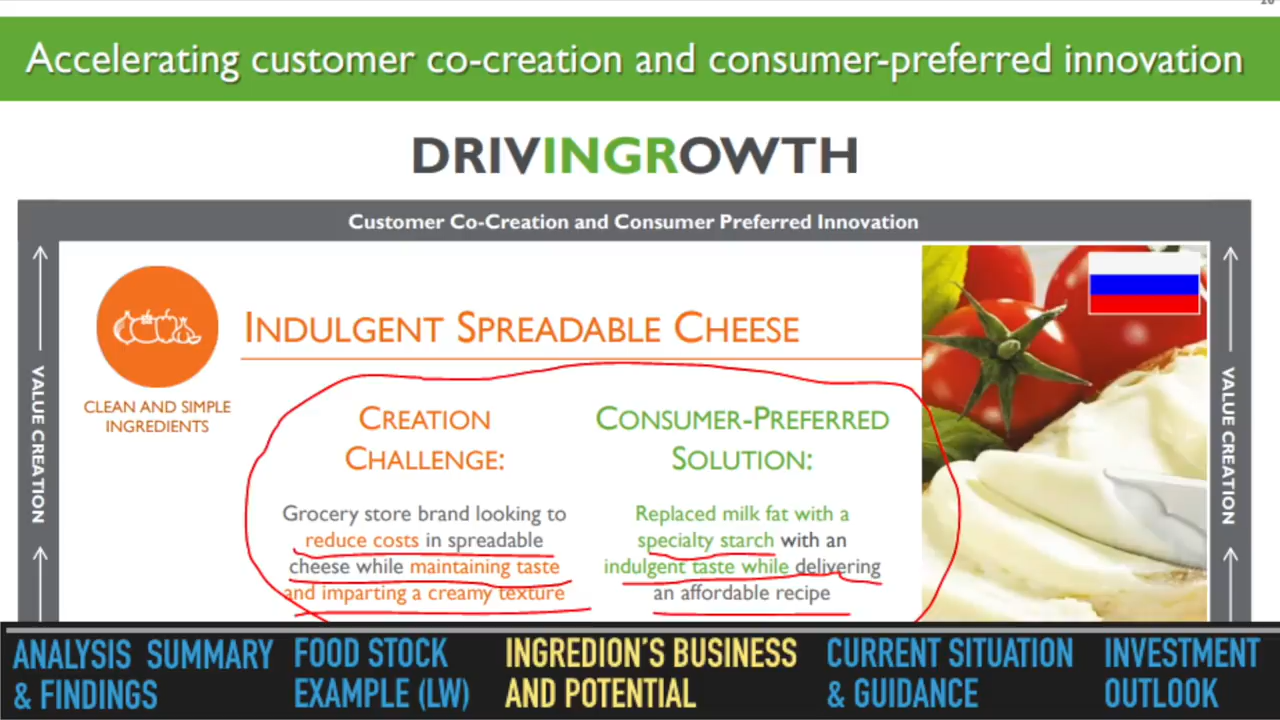 Accelerating customer co-creation and consumer-preferred innovation
DRIVINGROWTH
Customer Co-Creation and Consumer Preferred Innovation
VALUE CREATION
CLEAN AND SIMPLE
INGREDIENTS
INDULGENT SPREADABLE CHEESE
CREATION
CHALLENGE:
Grocery store brand looking to
reduce costs in spreadable
cheese while maintaining taste
and imparting a creamy texture
CONSUMER-PREFERRED
SOLUTION:
Replaced milk fat with a
specialty starch with an
indulgent taste while delivering
an affordable recipe
VALUE CREATION
ANALYSIS SUMMARY
& FINDINGS
FOOD STOCK
EXAMPLE (LW)
INGREDION'S BUSINESS
AND POTENTIAL
CURRENT SITUATION
& GUIDANCE
INVESTMENT
OUTLOOK